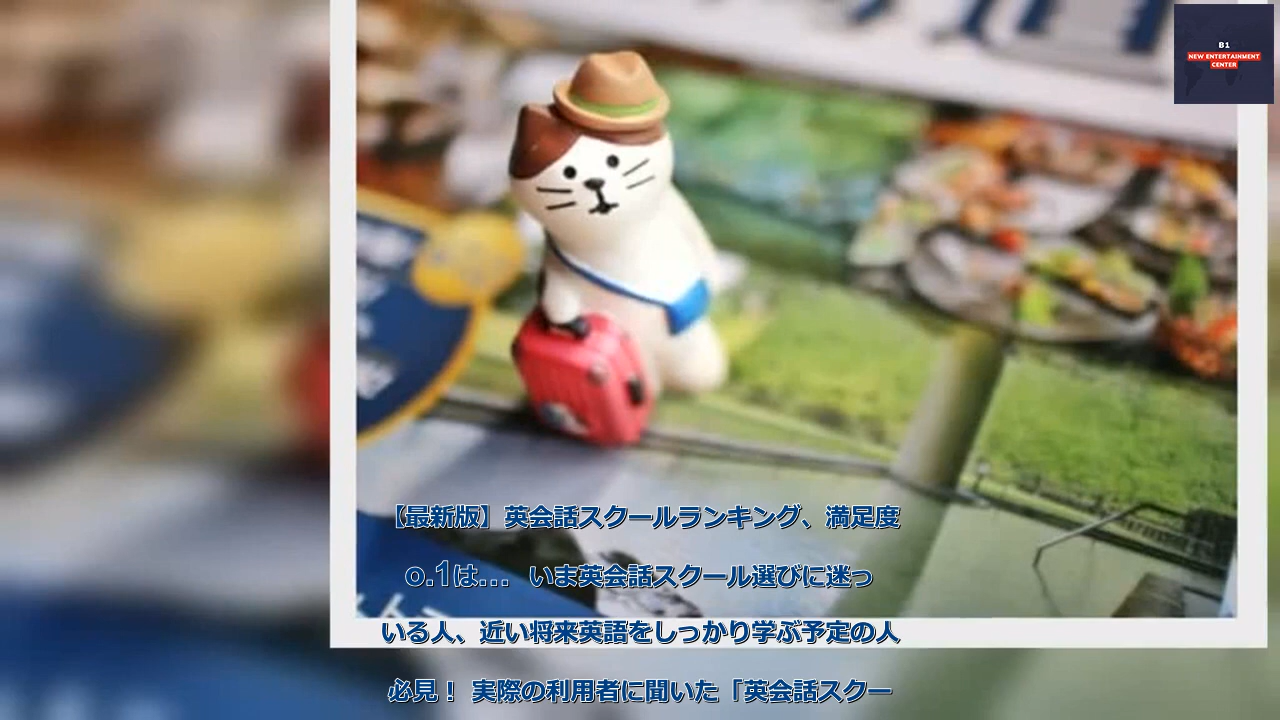 B1
NEW ENTERTAINMENT
CENTER
【最新版】英会話スクールランキング、満足度
o.1は… いま英会話スクール選びに迷っ
いる人、近い将来英語をしっかり学ぶ予定の人
必見！ 実際の利用者に聞いた「英会話スクー